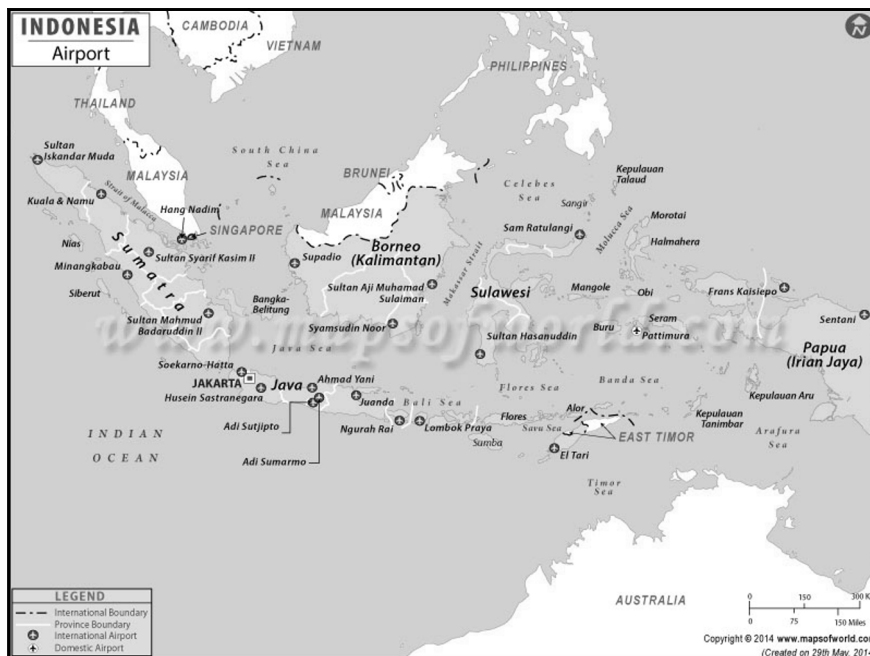 INDONESIA
Airport
CAMBODIA
VIETNAM
PHILIPPINES
THAILAND
South China
Sea
Sultan
Iskandar Muda
MALAYSIA
BRUNEI
Celebes
Sea
Kepulauan
Talaud
Sangir
Kuala & Namu
Strait of Malacca
Hang Nadim
SINGAPORE
MALAYSIA
Molucca Sea
Morotai
Sam Ratulangi
Halmahera
Nias
Sumatra
Sultan Syarif Kasim II
Supadio
Borneo
(Kalimantan)
Makassar Strait
Minangkabau
Siberut
Sultan Aji Muhamad
Sulaiman
Sulawesi
Mangole
Obi
Frans Kaisiepo
Bangka-
Belitung
Sultan Mahmud
Badaruddin II
Syamsudin Noor
Sultan Hasanuddin
Buru
Seram
Pattimura
Sentani
www.mapsofworld.com
Java Sea
Papua
(Irian Jaya)
Soekarno-Hatta
JAKARTA
Java
Ahmad Yani
Husein Sastranegara
Juanda
Bali Sea
Flores Sea
Banda Sea
Kepulauan Aru
Adi Sutjipto
Ngurah Rai
Lombok Praya
Flores
Alor
Savu Sea
Sumba
Kepulauan
Tanimbar
EAST TIMOR
Arafura
Sea
INDIAN
OCEAN
Adi Sumarmo
El Tari
Timor
Sea
AUSTRALIA
LEGEND
International Boundary
Province Boundary
International Airport
Domestic Airport
0 150 300 K
0 75 150 Miles
Copyright © 2014 www.mapsofworld.com
(Created on 29th May, 2014
N